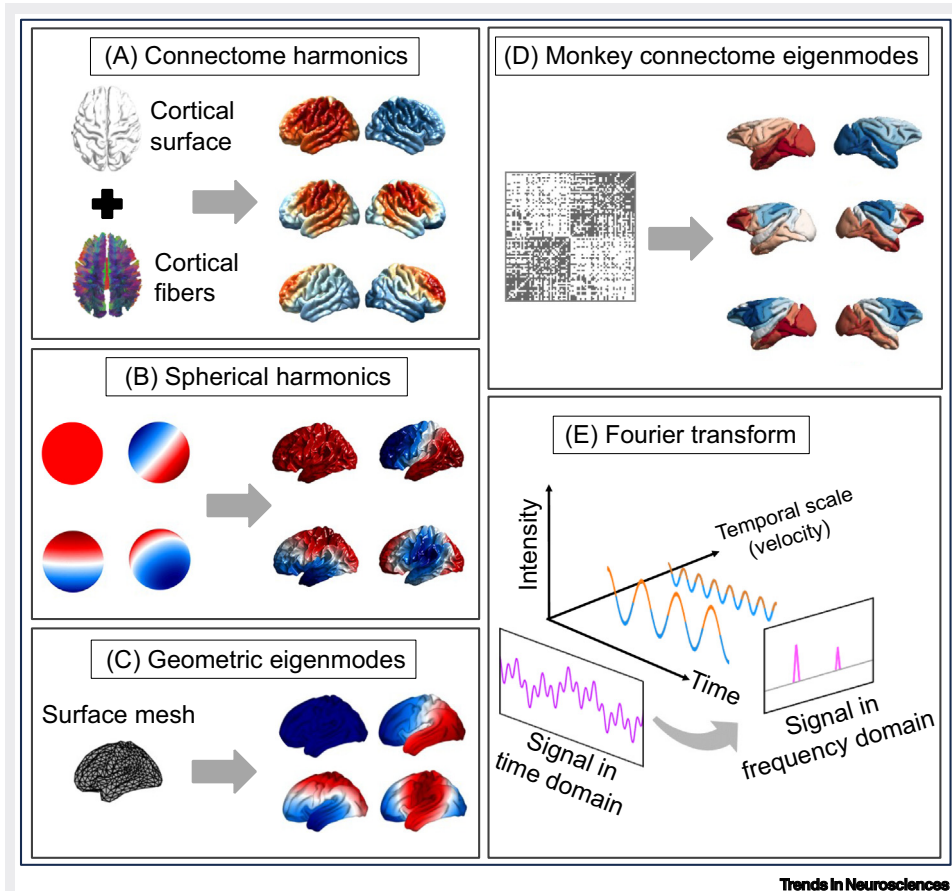 (A) Connectome harmonics
Cortical
surface
Cortical
fibers
(B) Spherical harmonics
(C) Geometric eigenmodes
Surface mesh
(D) Monkey connectome eigenmodes
(E) Fourier transform
Intensity
Temporal scale
(velocity)
Time
Signal in
time domain
Signal in
frequency domain
Trends in Neurosciences